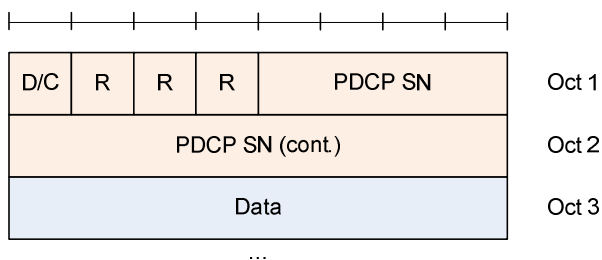 D/C R R R PDCP SN Oct 1
PDCP SN (cont.) Oct 2
Data Oct 3
...